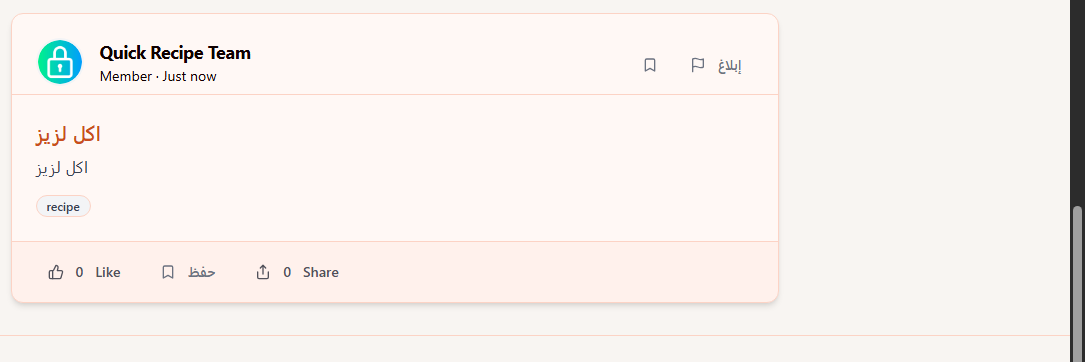 Quick Recipe Team
Member · Just now
إبلاغ
اكل لزيز
اكل لزيز
recipe
0 Like
حفظ
0 Share